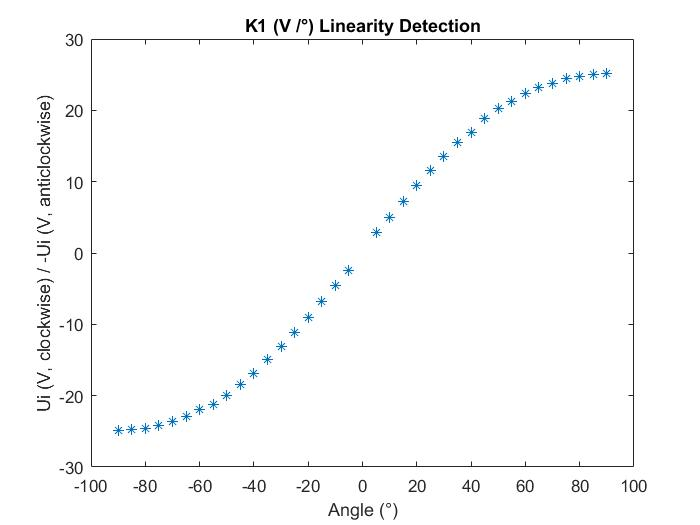 K1 (V /°) Linearity Detection
30
20
10
0
-10
-20
-30
Ui (V, clockwise) / -Ui (V, anticlockwise)
-100 -80 -60 -40 -20 0 20 40 60 80 100
Angle (°)